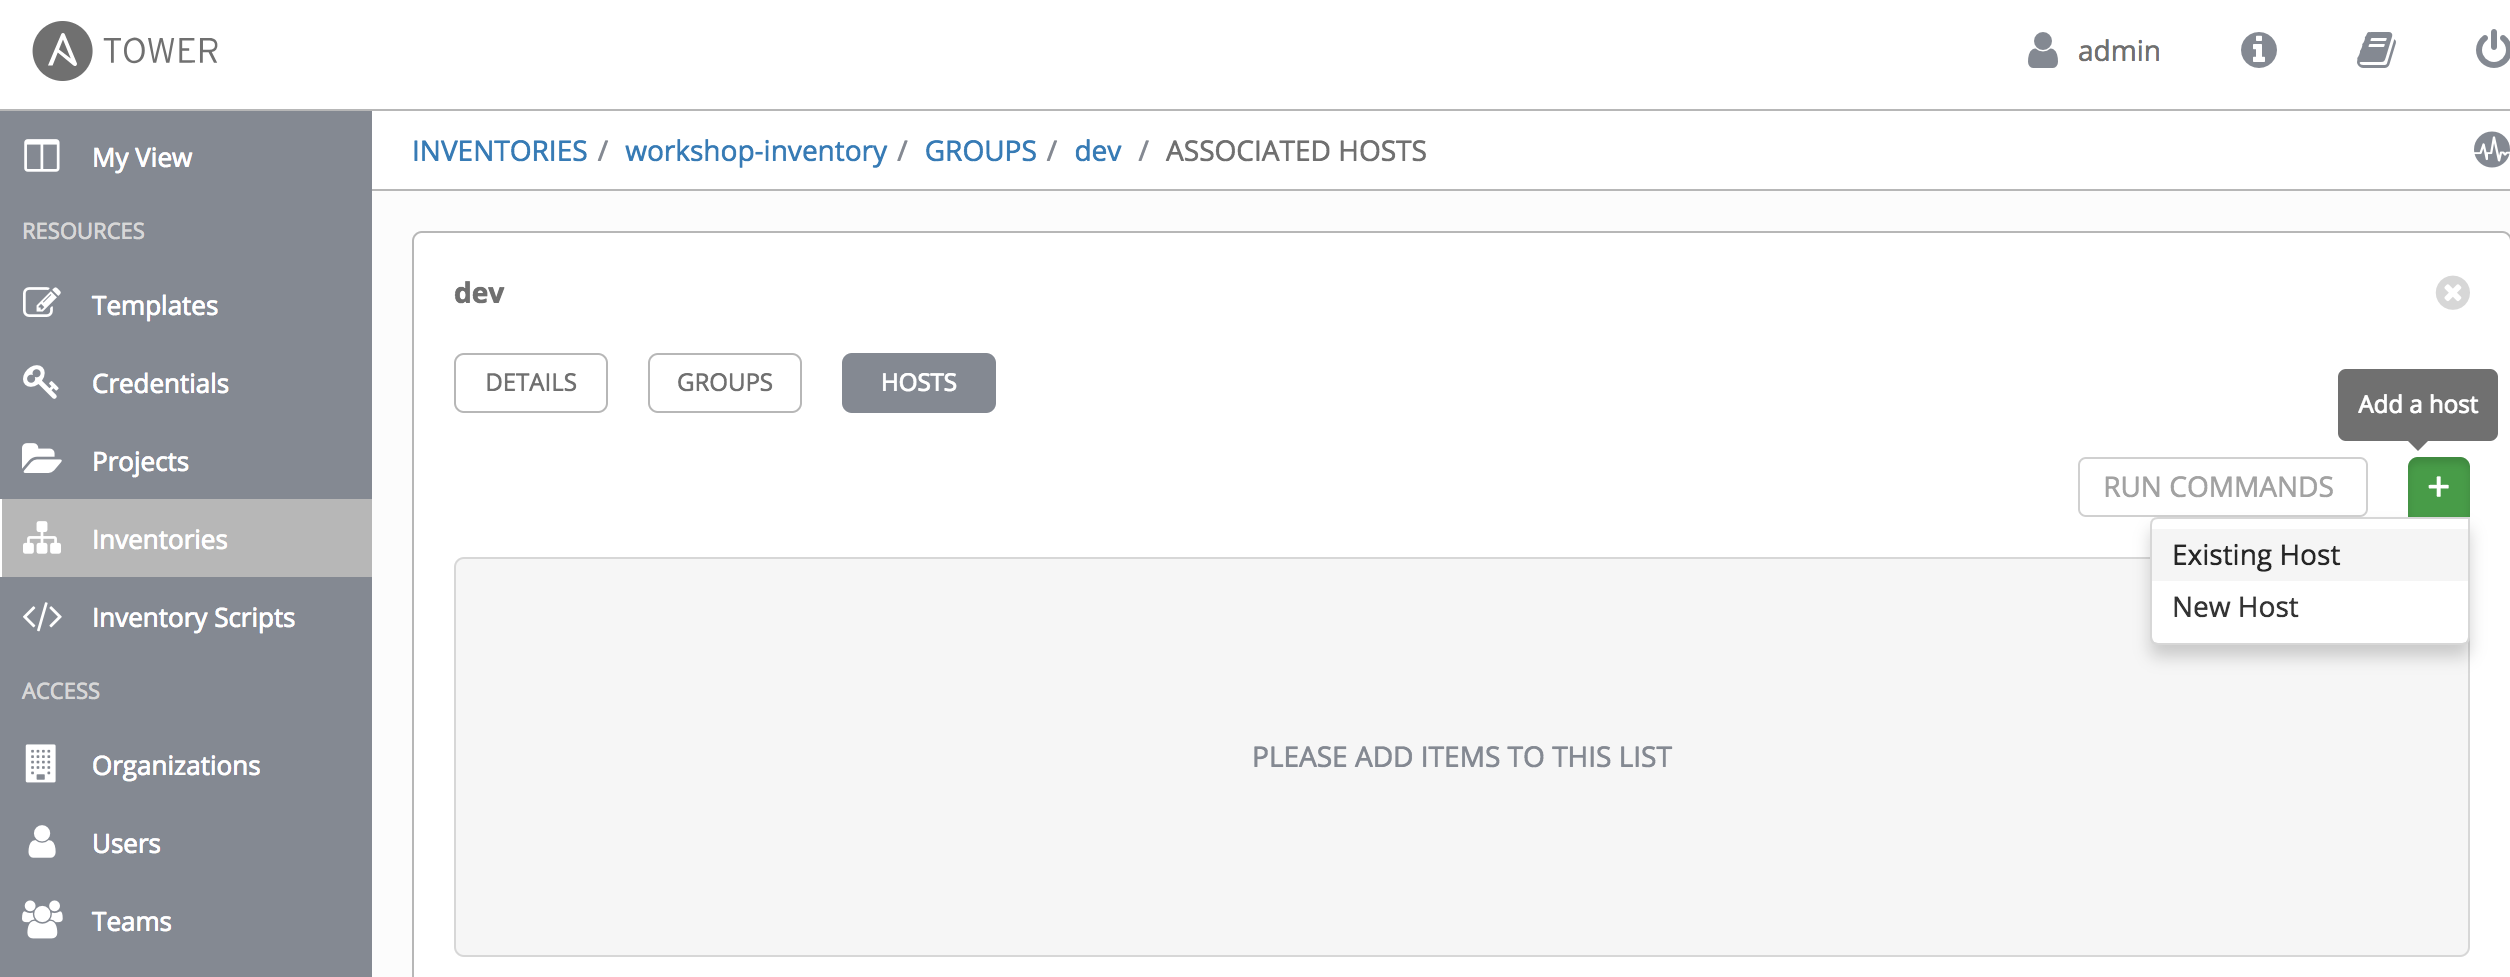 TOWER
admin
My View
INVENTORIES / workshop-inventory / GROUPS / dev / ASSOCIATED HOSTS
RESOURCES
Templates
Credentials
Projects
Inventories
Inventory Scripts
ACCESS
Organizations
Users
Teams
dev
DETAILS
GROUPS
HOSTS
Add a host
RUN COMMANDS
+
Existing Host
New Host
PLEASE ADD ITEMS TO THIS LIST